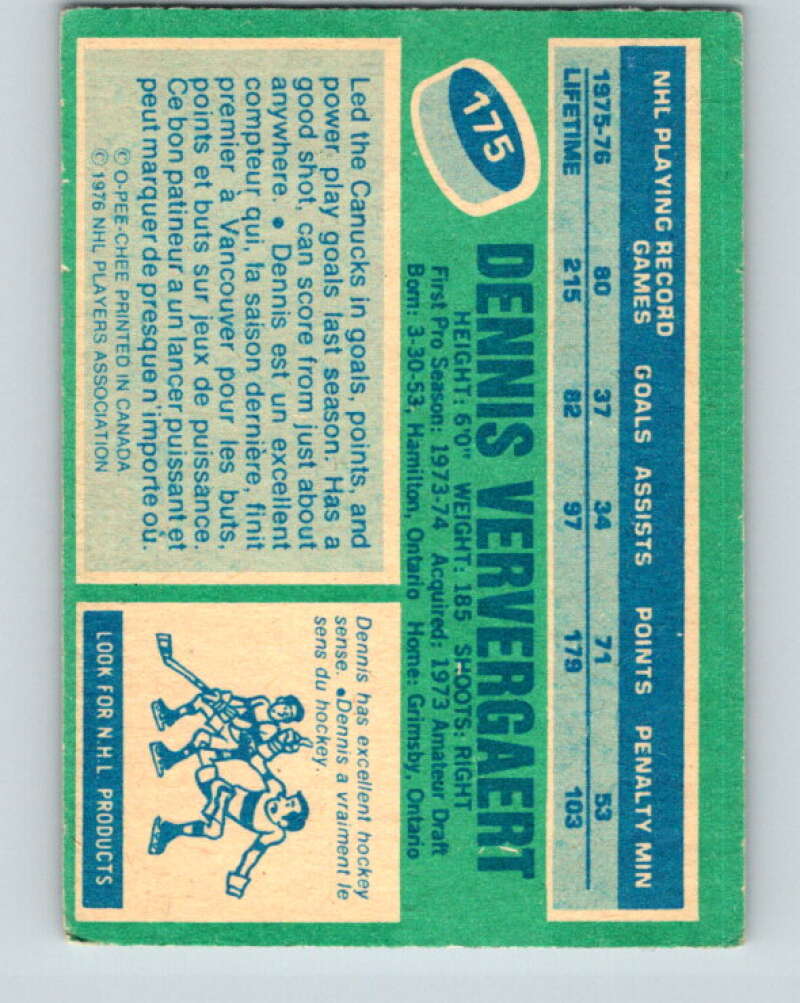 NHL PLAYING RECORD
GAMES GOALS ASSISTS POINTS PENALTY MIN
1975-76 80 37 34 71 53
LIFETIME 215 82 97 179 103
175
DENNIS VERVERGAERT
HEIGHT: 6'0" WEIGHT: 185 SHOOTS: RIGHT
First Pro Season: 1973-74 Acquired: 1973 Amateur Draft
Born: 3-30-53, Hamilton, Ontario Home: Grimsby, Ontario
Led the Canucks in goals, points, and
power play goals last season. Has a
good shot, can score from just about
anywhere. • Dennis est un excellent
compteur qui, la saison dernière, finit
premier à Vancouver pour les buts,
points et buts sur jeux de puissance.
Ce bon patineur a un lancer puissant et
peut marquer de presque n'importe où.
© O-PEE-CHEE PRINTED IN CANADA
© 1976 NHL PLAYERS ASSOCIATION
Dennis has excellent hockey
sense. •Dennis a vraiment le
sens du hockey.
LOOK FOR N.H.L PRODUCTS